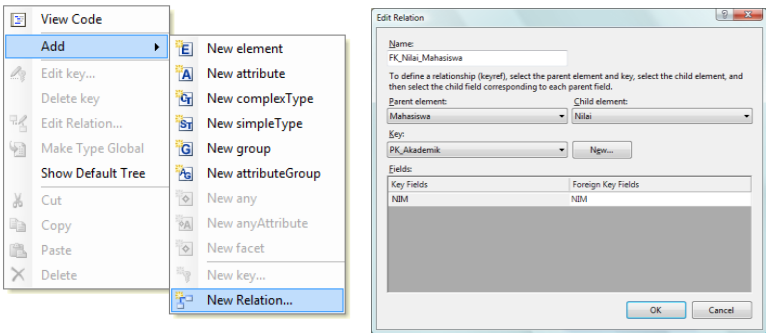 View Code
Add
Edit key...
Delete key
Edit Relation...
Make Type Global
Show Default Tree
Cut
Copy
Paste
Delete
New element
New attribute
New complexType
New simpleType
New group
New attributeGroup
New any
New anyAttribute
New facet
New key...
New Relation...
Edit Relation
Name:
FK_Nilai_Mahasiswa
To define a relationship (keyref), select the parent element and key, select the child element, and
then select the child field corresponding to each parent field.
Parent element: Child element:
Mahasiswa Nilai
Key:
PK_Akademik New...
Fields:
Key Fields Foreign Key Fields
NIM NIM
OK Cancel